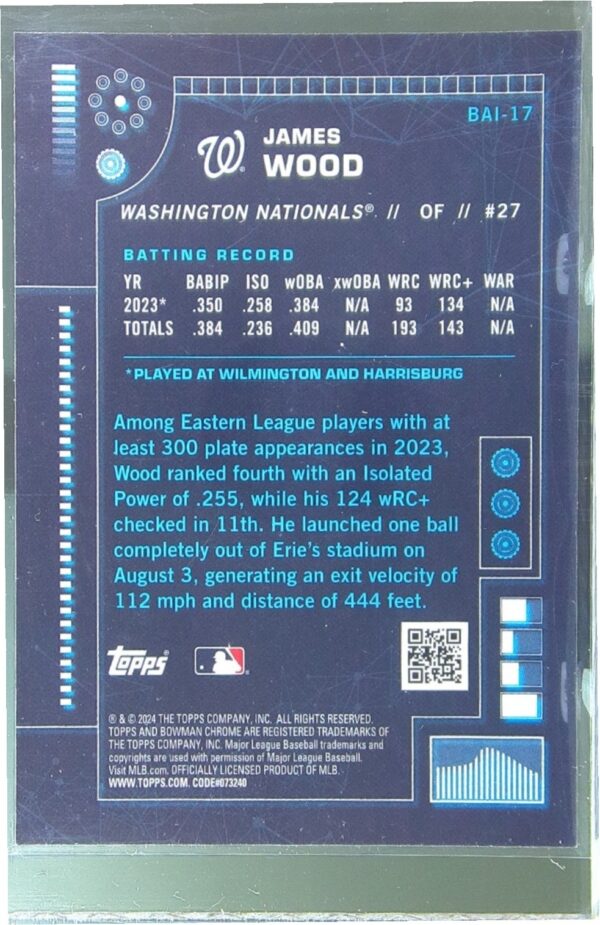 BAI-17
W
JAMES
WOOD
WASHINGTON NATIONALS® // OF // #27
BATTING RECORD
YR BABIP ISO wOBA xwOBA WRC WRC+ WAR
2023* .350 .258 .384 N/A 93 134 N/A
TOTALS .384 .236 .409 N/A 193 143 N/A
*PLAYED AT WILMINGTON AND HARRISBURG
Among Eastern League players with at
least 300 plate appearances in 2023,
Wood ranked fourth with an Isolated
Power of .255, while his 124 wRC+
checked in 11th. He launched one ball
completely out of Erie's stadium on
August 3, generating an exit velocity of
112 mph and distance of 444 feet.
topps
® & © 2024 THE TOPPS COMPANY, INC. ALL RIGHTS RESERVED.
TOPPS AND BOWMAN CHROME ARE REGISTERED TRADEMARKS OF
THE TOPPS COMPANY, INC. Major League Baseball trademarks and
copyrights are used with permission of Major League Baseball.
Visit MLB.com. OFFICIALLY LICENSED PRODUCT OF MLB.
WWW.TOPPS.COM. CODE#073240